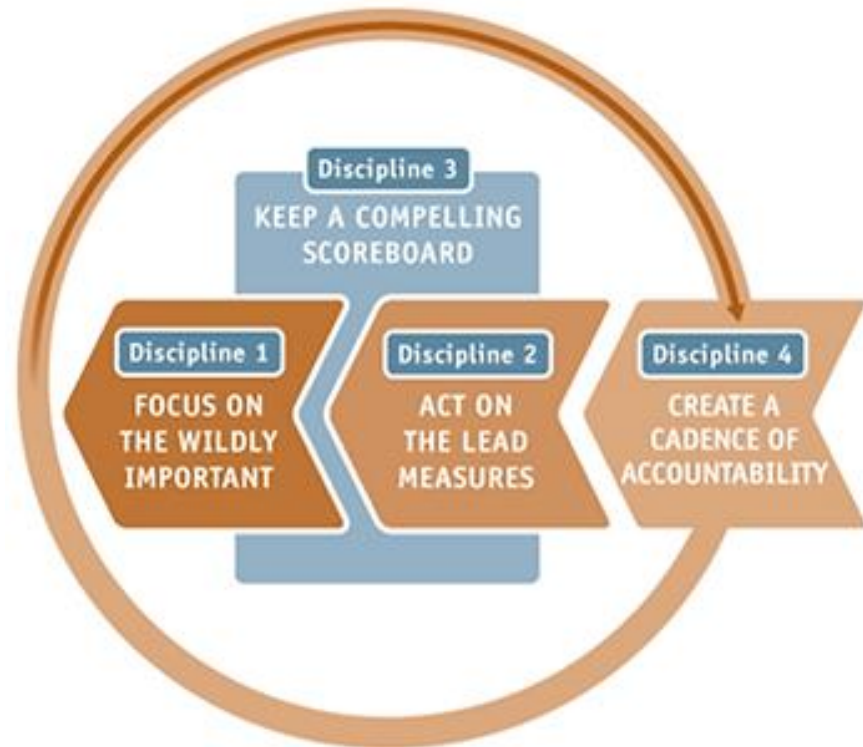 Discipline 3
KEEP A COMPELLING
SCOREBOARD
Discipline 1
FOCUS ON
THE WILDLY
IMPORTANT
Discipline 2
ACT ON
THE LEAD
MEASURES
Discipline 4
CREATE A
CADENCE OF
ACCOUNTABILITY